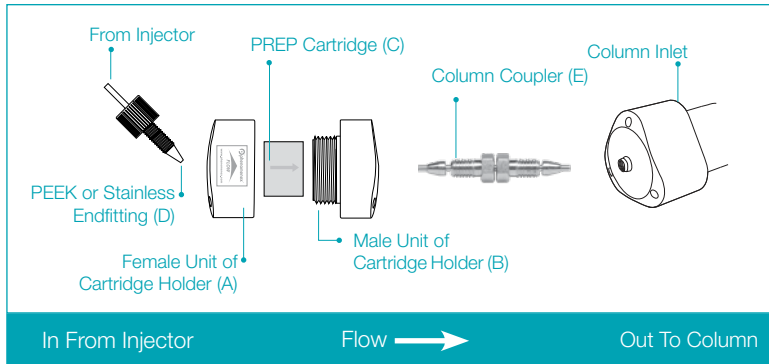 From Injector
PREP Cartridge (C)
Column Coupler (E)
Column Inlet
PEEK or Stainless
Endfitting (D)
Female Unit of
Cartridge Holder (A)
Male Unit of
Cartridge Holder (B)
In From Injector
Flow
Out To Column